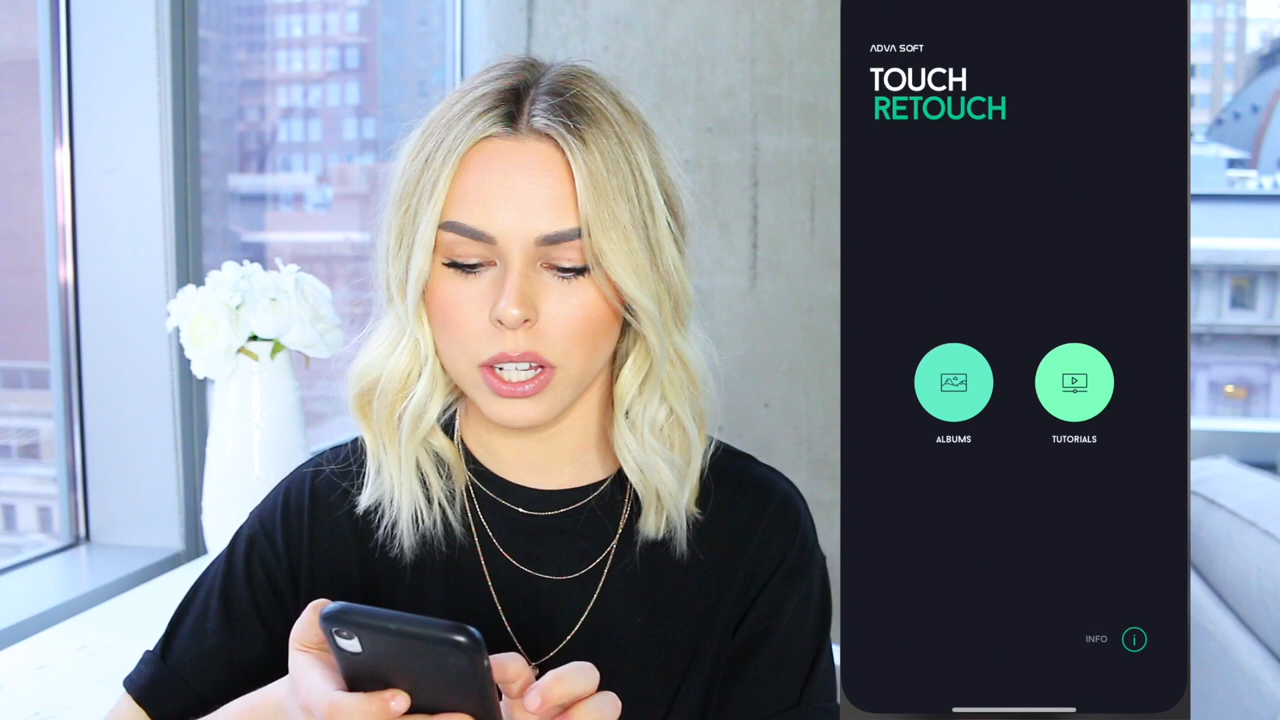 ADVA SOFT
TOUCH
RETOUCH
ALBUMS
TUTORIALS
INFO